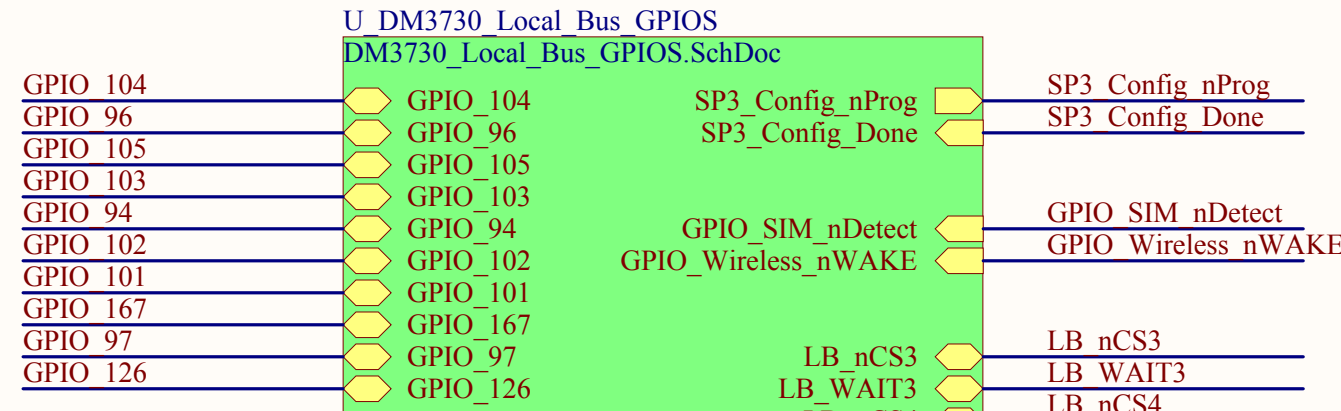 U_DM3730_Local_Bus_GPIOS
DM3730_Local_Bus_GPIOS.SchDoc
GPIO_104
GPIO_96
GPIO_105
GPIO_103
GPIO_94
GPIO_102
GPIO_101
GPIO_167
GPIO_97
GPIO_126
GPIO_104
GPIO_96
GPIO_105
GPIO_103
GPIO_94
GPIO_102
GPIO_101
GPIO_167
GPIO_97
GPIO_126
SP3_Config_nProg
SP3_Config_Done
GPIO_SIM_nDetect
GPIO_Wireless_nWAKE
LB_nCS3
LB_WAIT3
SP3_Config_nProg
SP3_Config_Done
GPIO_SIM_nDetect
GPIO_Wireless_nWAKE
LB_nCS3
LB_WAIT3
LB_nCS4